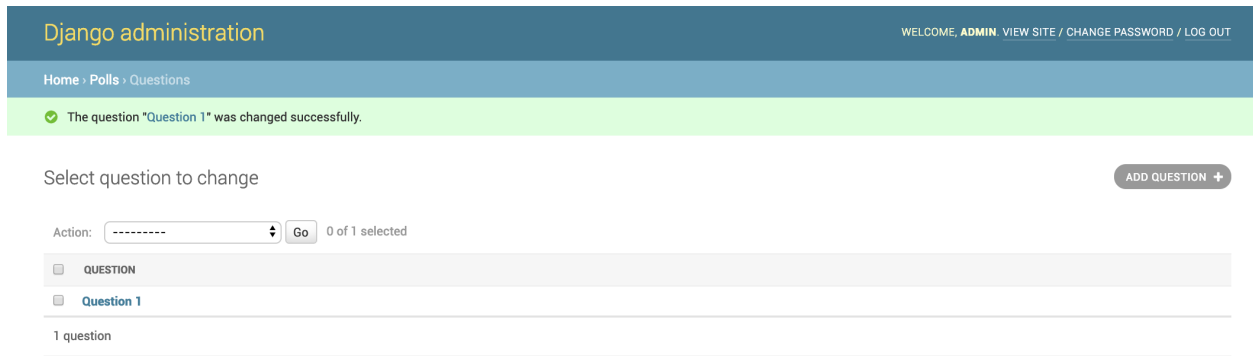 Django administration
WELCOME, ADMIN. VIEW SITE / CHANGE PASSWORD / LOG OUT
Home › Polls › Questions
The question "Question 1" was changed successfully.
Select question to change
ADD QUESTION +
Action: --------- Go 0 of 1 selected
QUESTION
Question 1
1 question